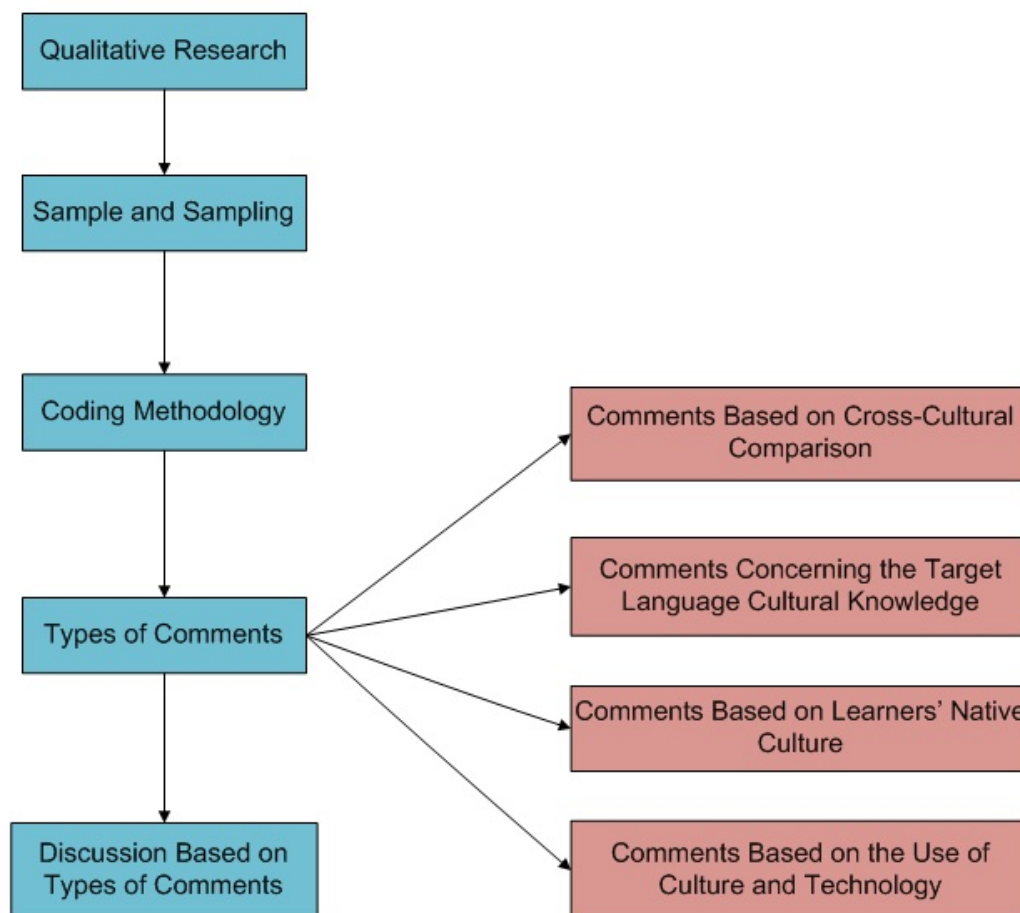 Qualitative Research
Sample and Sampling
Coding Methodology
Types of Comments
Discussion Based on
Types of Comments
Comments Based on Cross-Cultural
Comparison
Comments Concerning the Target
Language Cultural Knowledge
Comments Based on Learners' Native
Culture
Comments Based on the Use of
Culture and Technology